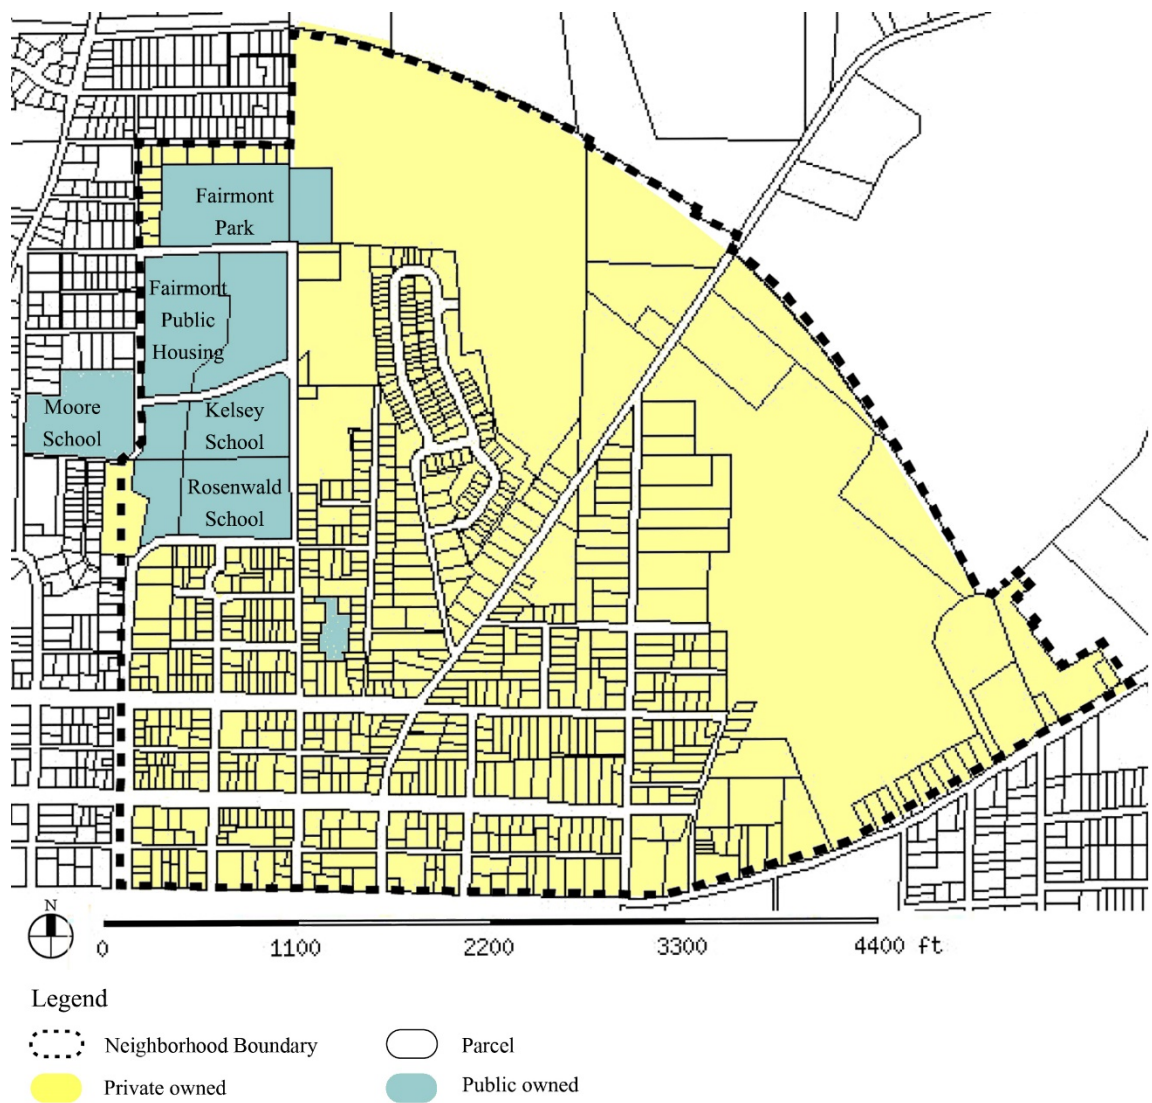 Fairmont
Park
Fairmont
Public
Housing
Moore
School
Kelsey
School
Rosenwald
School
N
0
1100
2200
3300
4400 ft
Legend
Neighborhood Boundary
Parcel
Private owned
Public owned